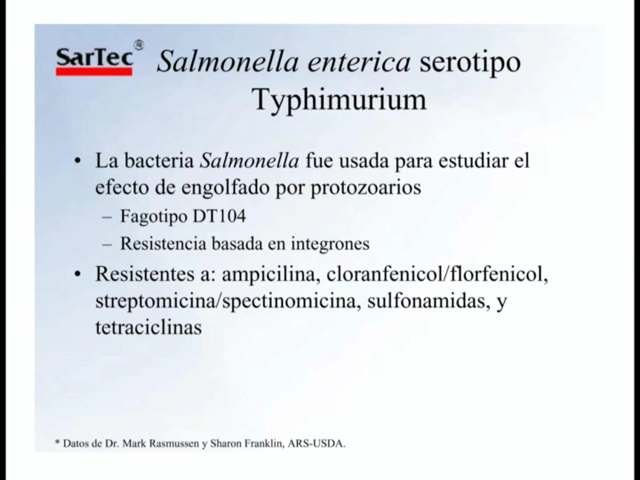 SarTec®
Salmonella enterica serotipo
Typhimurium
• La bacteria Salmonella fue usada para estudiar el
efecto de engolfado por protozoarios
– Fagotipo DT104
– Resistencia basada en integrones
• Resistentes a: ampicilina, cloranfenicol/florfenicol,
streptomicina/spectinomicina, sulfonamidas, y
tetraciclinas
* Datos de Dr. Mark Rasmussen y Sharon Franklin, ARS-USDA.